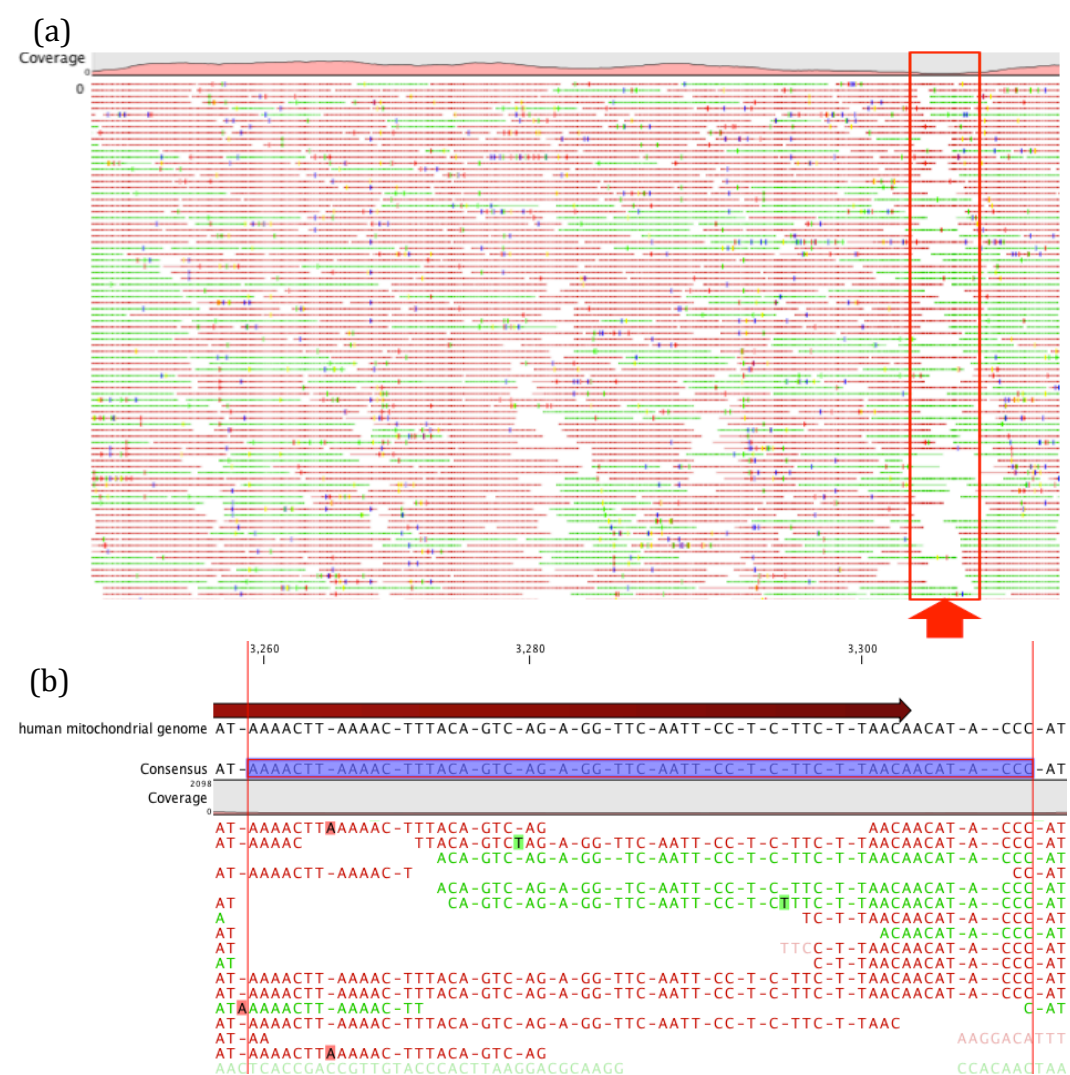 (a)
Coverage
0
0
3,260 3,280 3,300
(b)
human mitochondrial genome AT-AAAACTT-AAAAC-TTTACA-GTC-AG-A-GG-TTC-AATT-CC-T-C-TTC-T-TAACAACAT-A--CCC-AT
Consensus AT-AAAACTT-AAAAC-TTTACA-GTC-AG-A-GG-TTC-AATT-CC-T-C-TTC-T-TAACAACAT-A--CCC-AT
2098
Coverage
0
AT-AAAACTTAAAAAC-TTTACA-GTC-AG AACAACAT-A--CCC-AT
AT-AAAAC TTACA-GTCTAG-A-GG-TTC-AATT-CC-T-C-TTC-T-TAACAACAT-A--CCC-AT
ACA-GTC-AG-A-GG--TC-AATT-CC-T-C-TTC-T-TAACAACAT-A--CCC-AT
AT-AAAACTT-AAAAC-T CC-AT
ACA-GTC-AG-A-GG--TC-AATT-CC-T-C-TTC-T-TAACAACAT-A--CCC-AT
AT CA-GTC-AG-A-GG--TC-AATT-CC-T-CTTTC-T-TAACAACAT-A--CCC-AT
A TC-T-TAACAACAT-A--CCC-AT
AT ACAACAT-A--CCC-AT
AT TTCC-T-TAACAACAT-A--CCC-AT
AT C-T-TAACAACAT-A--CCC-AT
AT-AAAACTT-AAAAC-TTTACA-GTC-AG-A-GG-TTC-AATT-CC-T-C-TTC-T-TAACAACAT-A--CCC-AT
AT-AAAACTT-AAAAC-TTTACA-GTC-AG-A-GG-TTC-AATT-CC-T-C-TTC-T-TAACAACAT-A--CCC-AT
ATAAAAACTT-AAAAC-TT C-AT
AT-AAAACTT-AAAAC-TTTACA-GTC-AG-A-GG-TTC-AATT-CC-T-C-TTC-T-TAAC
AT-AA AAGGACATTT
AT-AAAACTTAAAAAC-TTTACA-GTC-AG
AACTCACCGACCGTTGTACCCACTTAAGGACGCAAGG CCACAACTAA